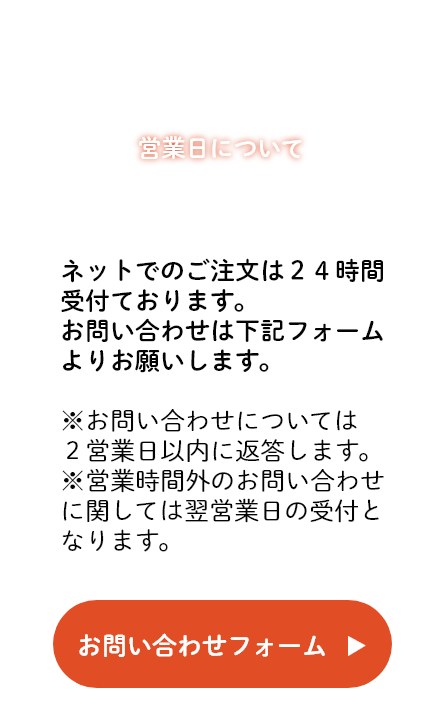 営業日について
ネットでのご注文は２４時間
受付ております。
お問い合わせは下記フォーム
よりお願いします。
※お問い合わせについては
２営業日以内に返答します。
※営業時間外のお問い合わせ
に関しては翌営業日の受付と
なります。
お問い合わせフォーム ▶